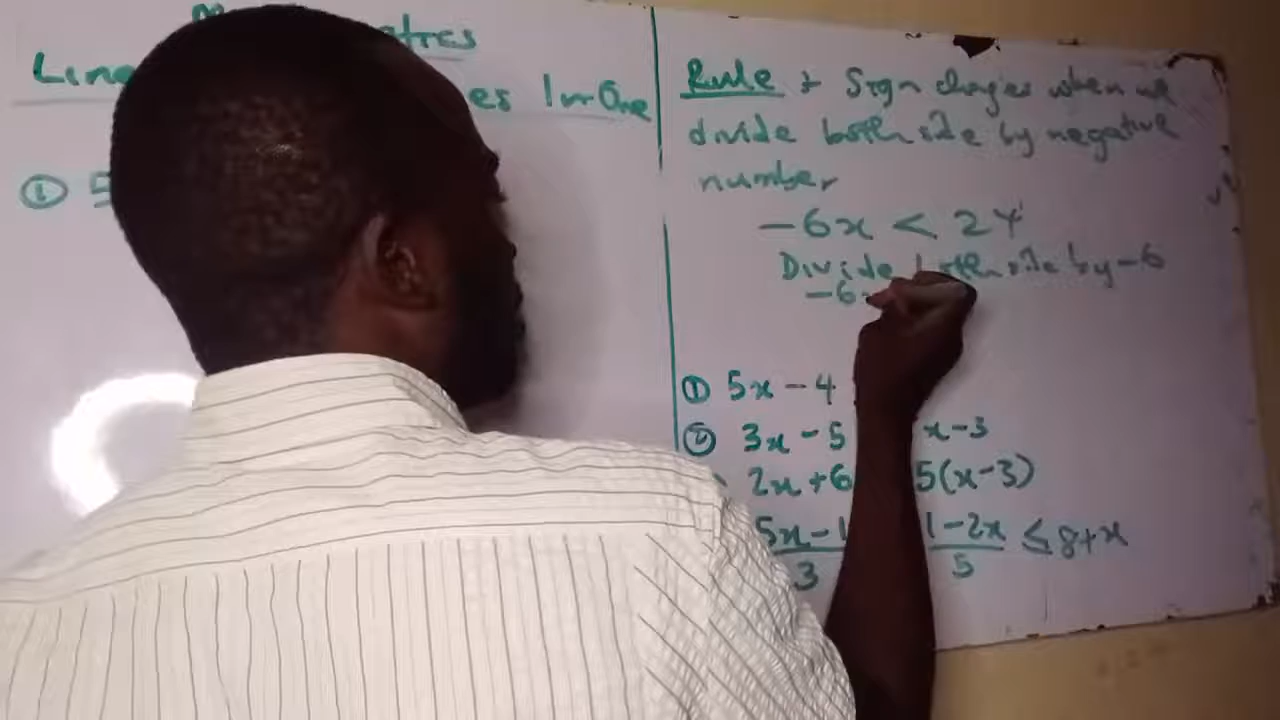 Line
es In One
①
Rule : Sign changes when we
divide both side by negative
number
-6x < 24
Divide both side by -6
-6
① 5x - 4
② 3x - 5 x - 3
2x + 6 5(x - 3)
5x - 1 1 - 2x ≤ 8 + x
3 5